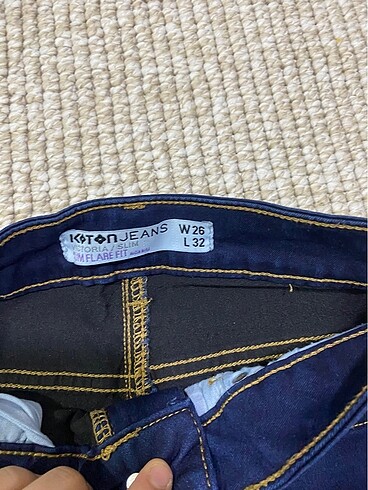 KOTON JEANS W 26
VICTORIA / SLIM L 32
SLIM FLARE FIT